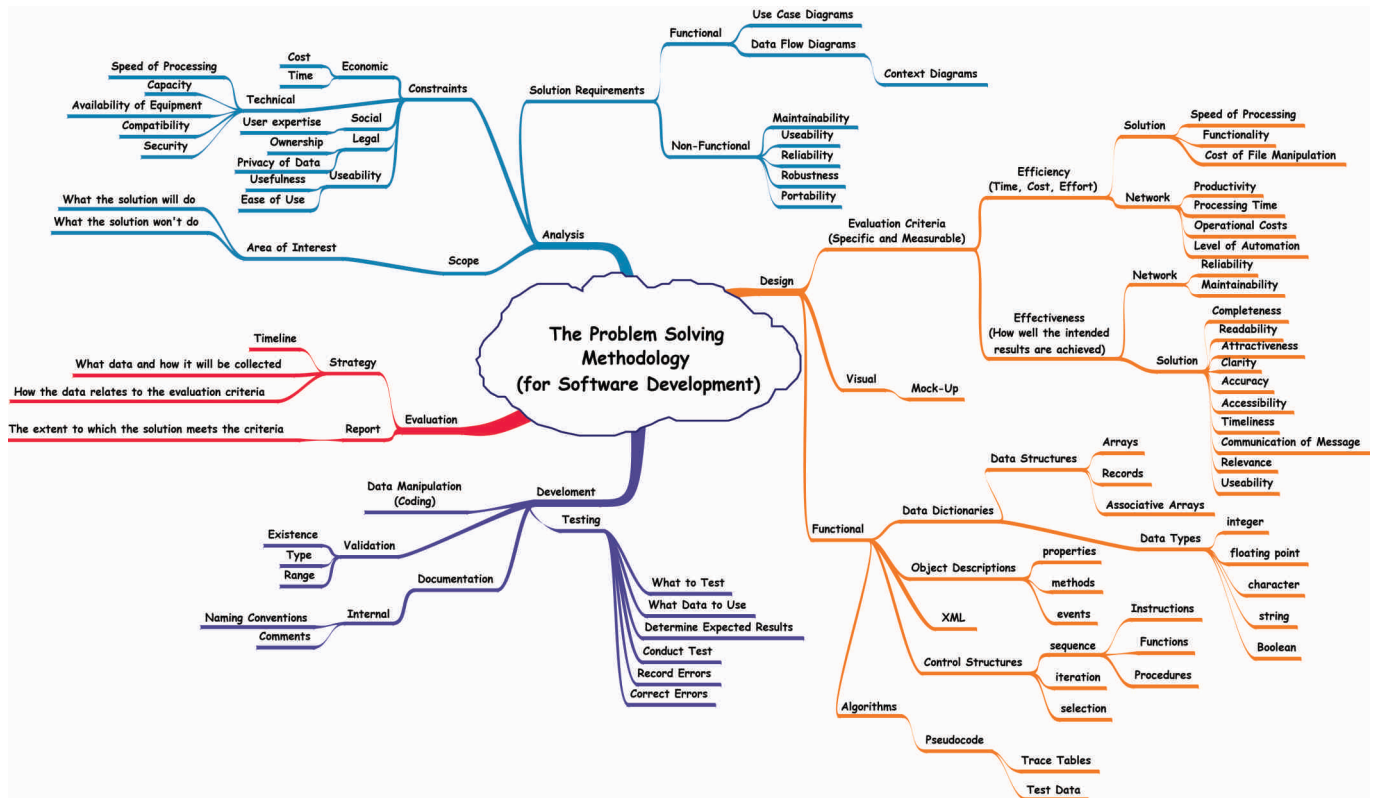 The Problem Solving
Methodology
(for Software Development)
Analysis
Solution Requirements
Functional
Use Case Diagrams
Data Flow Diagrams
Context Diagrams
Non-Functional
Maintainability
Useability
Reliability
Robustness
Portability
Constraints
Economic
Cost
Time
Technical
Speed of Processing
Capacity
Availability of Equipment
Compatibility
Security
Social
User expertise
Legal
Ownership
Privacy of Data
Useability
Usefulness
Ease of Use
Scope
Area of Interest
What the solution will do
What the solution won't do
Design
Evaluation Criteria
(Specific and Measurable)
Efficiency
(Time, Cost, Effort)
Solution
Speed of Processing
Functionality
Cost of File Manipulation
Network
Productivity
Processing Time
Operational Costs
Level of Automation
Effectiveness
(How well the intended
results are achieved)
Network
Reliability
Maintainability
Solution
Completeness
Readability
Attractiveness
Clarity
Accuracy
Accessibility
Timeliness
Communication of Message
Relevance
Useability
Visual
Mock-Up
Functional
Data Dictionaries
Data Structures
Arrays
Records
Associative Arrays
Data Types
integer
floating point
character
string
Boolean
Object Descriptions
properties
methods
events
XML
Control Structures
sequence
Instructions
Functions
Procedures
iteration
selection
Algorithms
Pseudocode
Trace Tables
Test Data
Develoment
Data Manipulation
(Coding)
Validation
Existence
Type
Range
Documentation
Internal
Naming Conventions
Comments
Testing
What to Test
What Data to Use
Determine Expected Results
Conduct Test
Record Errors
Correct Errors
Evaluation
Strategy
Timeline
What data and how it will be collected
How the data relates to the evaluation criteria
Report
The extent to which the solution meets the criteria